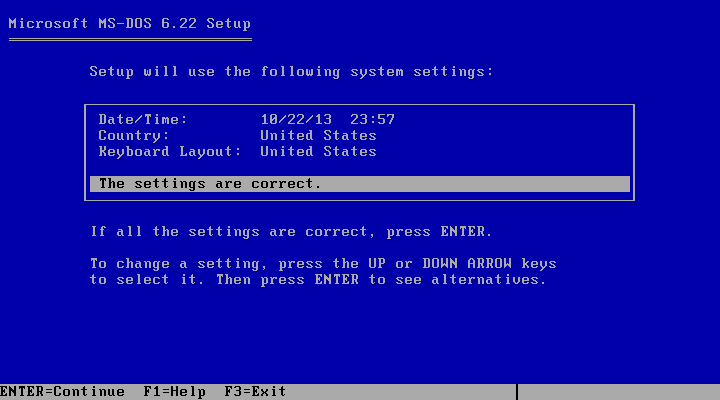 Microsoft MS-DOS 6.22 Setup
Setup will use the following system settings:
Date/Time: 10/22/13 23:57
Country: United States
Keyboard Layout: United States
The settings are correct.
If all the settings are correct, press ENTER.
To change a setting, press the UP or DOWN ARROW keys
to select it. Then press ENTER to see alternatives.
ENTER=Continue F1=Help F3=Exit